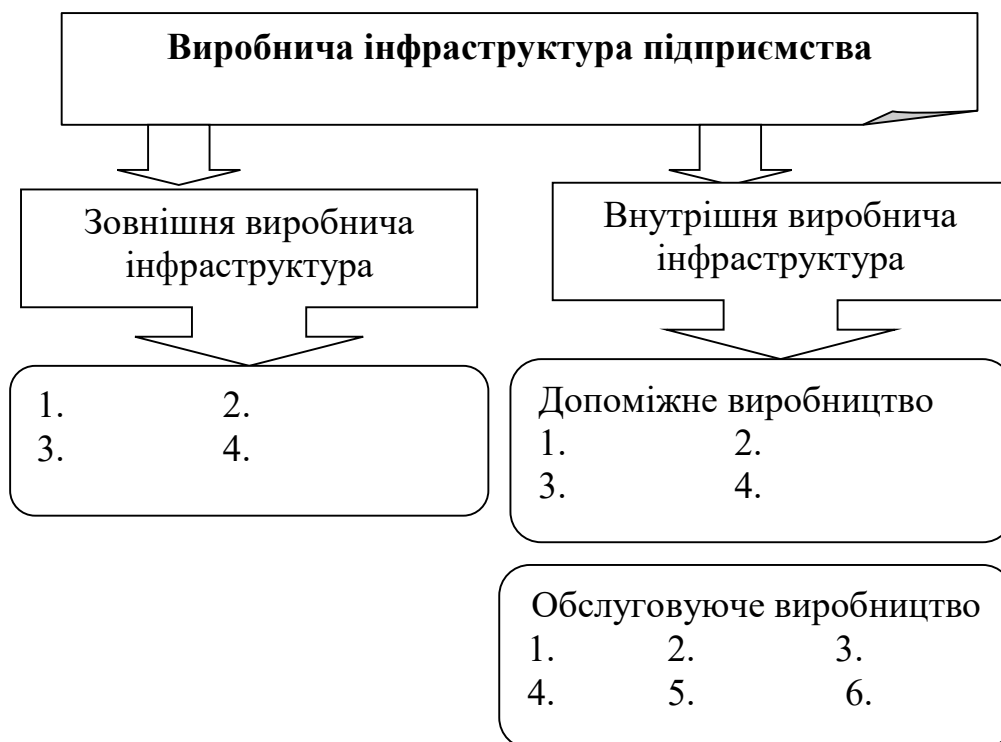 Виробнича інфраструктура підприємства
Зовнішня виробнича
інфраструктура
1. 2.
3. 4.
Внутрішня виробнича
інфраструктура
Допоміжне виробництво
1. 2.
3. 4.
Обслуговуюче виробництво
1. 2. 3.
4. 5. 6.